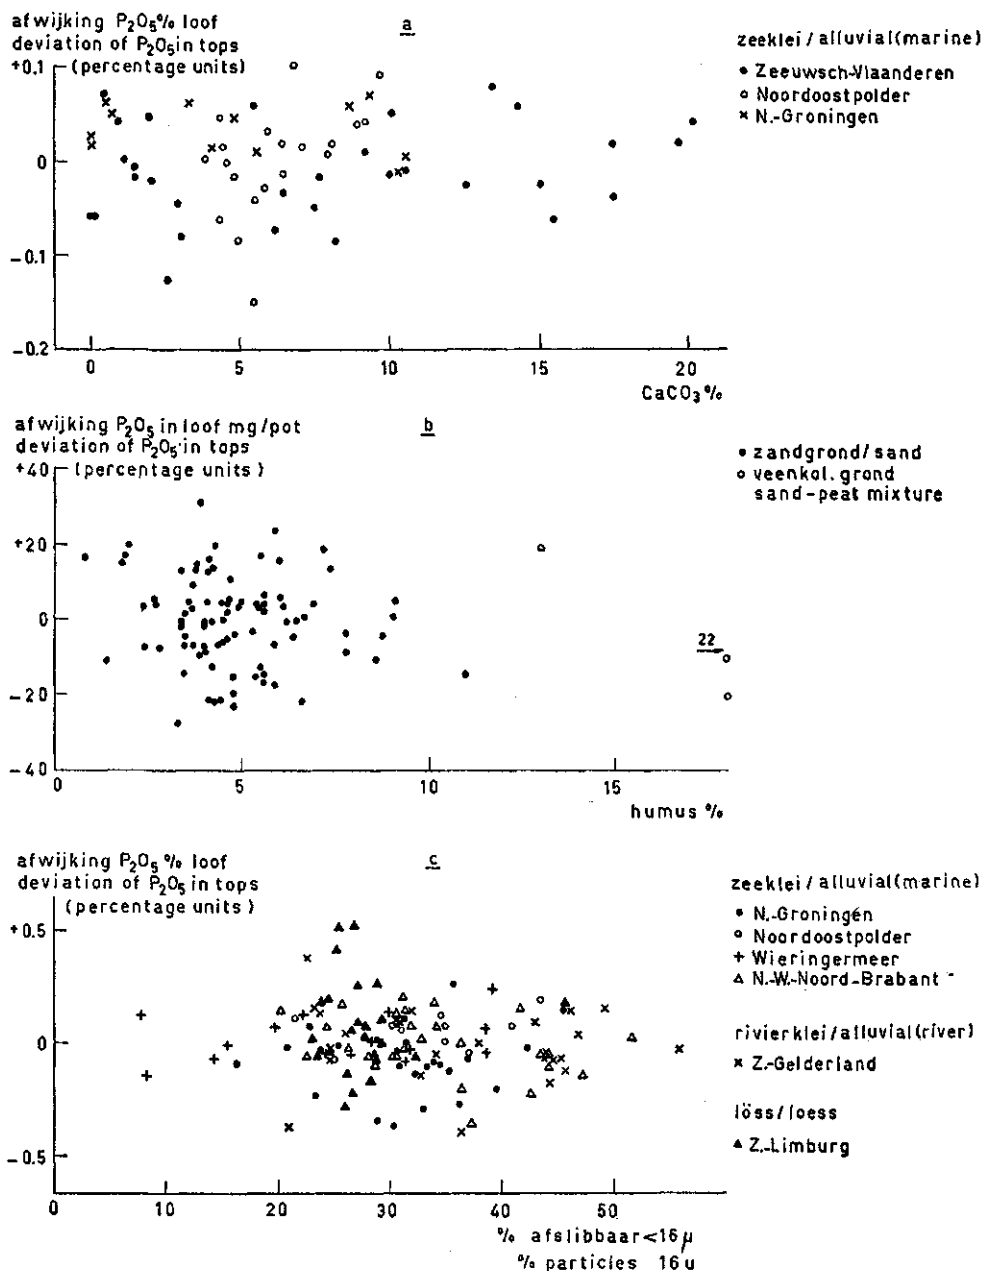 afwijking P₂O₅% loof
deviation of P₂O₅ in tops
(percentage units)
a
zeeklei/alluvial(marine)
• Zeeuwsch-Vlaanderen
o Noordoostpolder
x N.-Groningen
+0.1
0
-0.1
-0.2
0 5 10 15 20
CaCO₃%
afwijking P₂O₅ in loof mg/pot
deviation of P₂O₅ in tops
(percentage units)
b
• zandgrond/sand
o veenkol. grond
sand-peat mixture
+40
+20
0
-20
-40
22
0 5 10 15
humus %
afwijking P₂O₅ % loof
deviation of P₂O₅ in tops
(percentage units)
c
zeeklei/alluvial(marine)
• N.-Groningen
o Noordoostpolder
+ Wieringermeer
△ N.-W.-Noord-Brabant
rivierklei/alluvial(river)
x Z.-Gelderland
löss/loess
▲ Z.-Limburg
+0.5
0
-0.5
0 10 20 30 40 50
% afslibbaar<16μ
% particles 16u